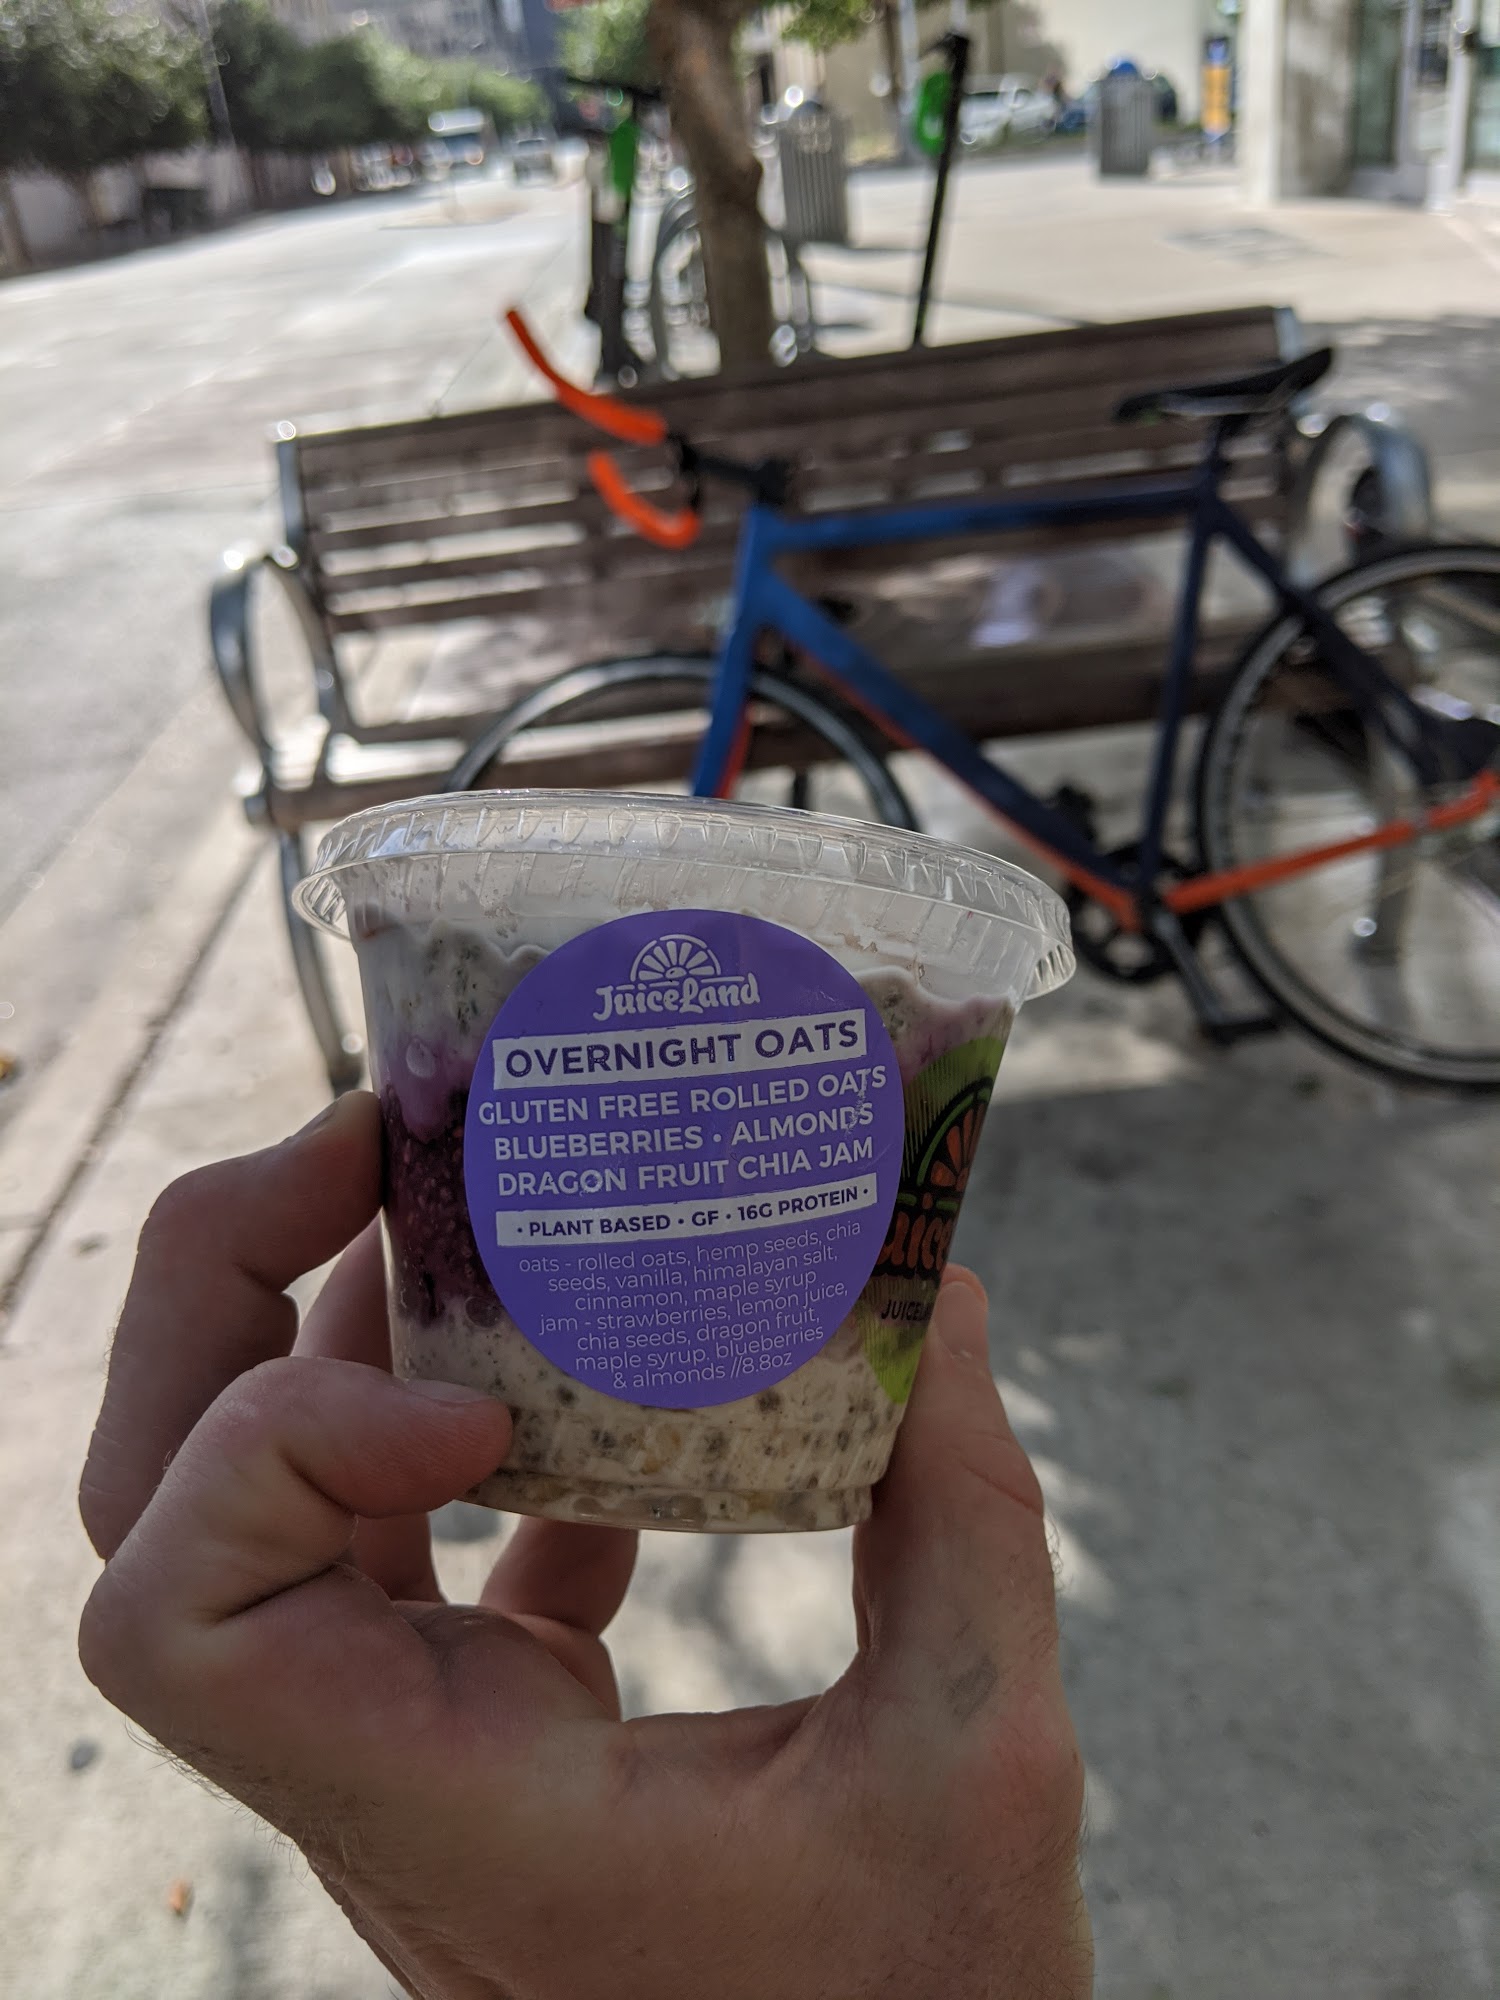 JuiceLand
OVERNIGHT OATS
GLUTEN FREE ROLLED OATS
BLUEBERRIES • ALMONDS
DRAGON FRUIT CHIA JAM
• PLANT BASED • GF • 16G PROTEIN •
oats - rolled oats, hemp seeds, chia
seeds, vanilla, himalayan salt,
cinnamon, maple syrup
jam - strawberries, lemon juice,
chia seeds, dragon fruit,
maple syrup. blueberries
& almonds //8.8oz